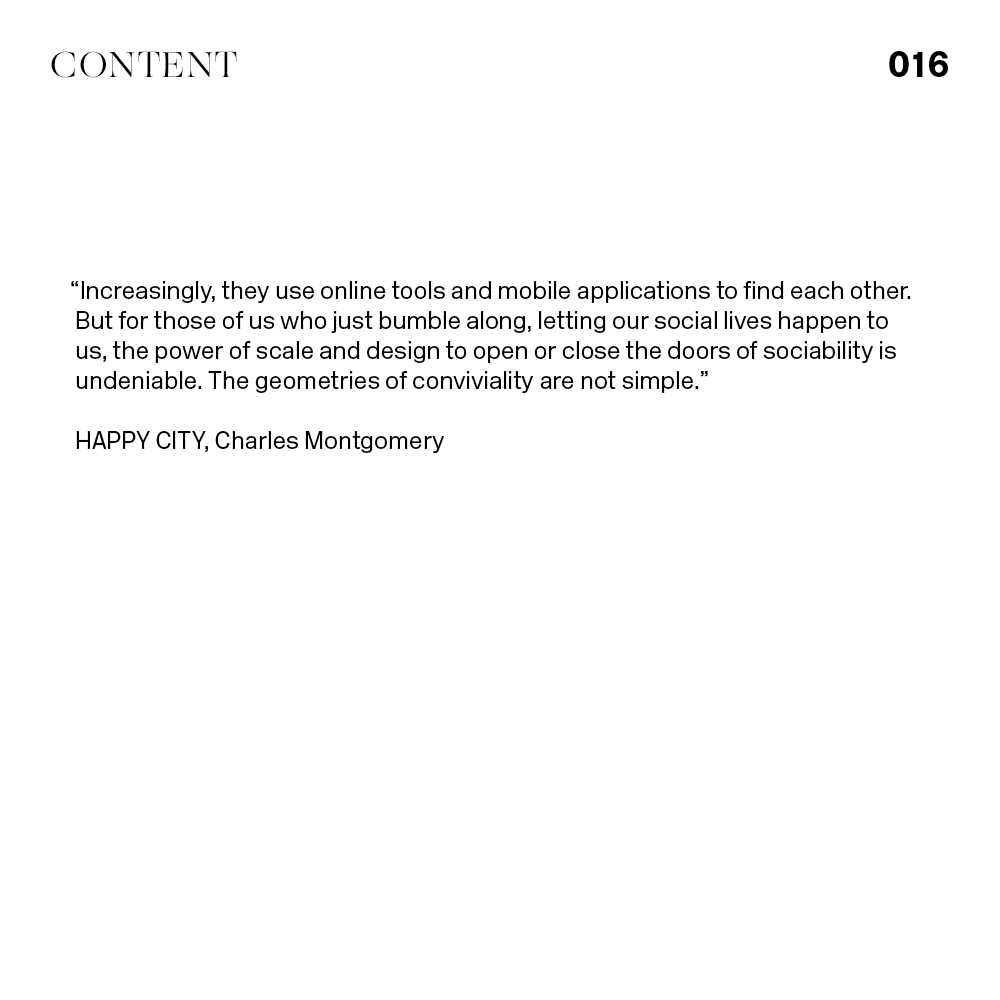 CONTENT
016
“Increasingly, they use online tools and mobile applications to find each other.
But for those of us who just bumble along, letting our social lives happen to
us, the power of scale and design to open or close the doors of sociability is
undeniable. The geometries of conviviality are not simple.”
HAPPY CITY, Charles Montgomery